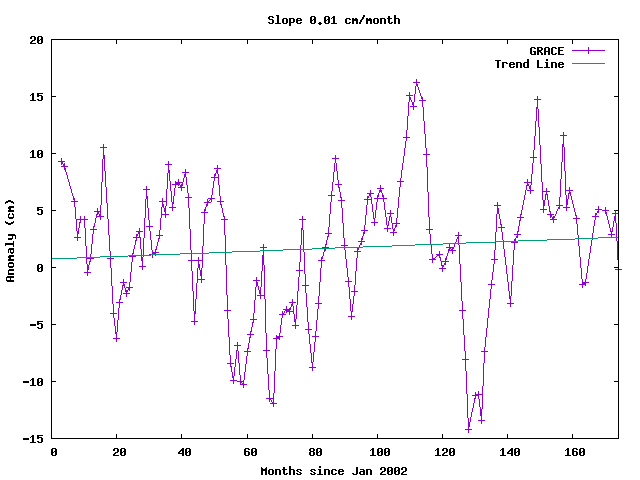 Slope 0.01 cm/month
GRACE
Trend Line
20
15
10
5
0
-5
-10
-15
Anomaly (cm)
0 20 40 60 80 100 120 140 160
Months since Jan 2002